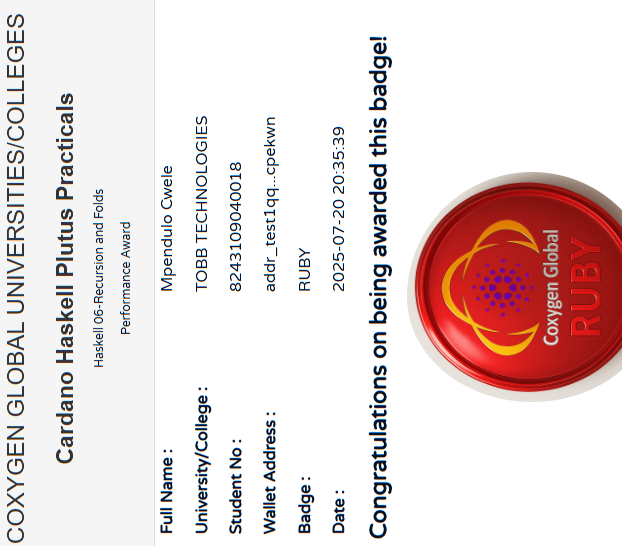 COXYGEN GLOBAL UNIVERSITIES/COLLEGES
Cardano Haskell Plutus Practicals
Haskell 06-Recursion and Folds
Performance Award
Full Name : Mpendulo Cwele
University/College : TOBB TECHNOLOGIES
Student No : 8243109040018
Wallet Address : addr_test1qq...cpekwn
Badge : RUBY
Date : 2025-07-20 20:35:39
Congratulations on being awarded this badge!
Coxygen Global
RUBY